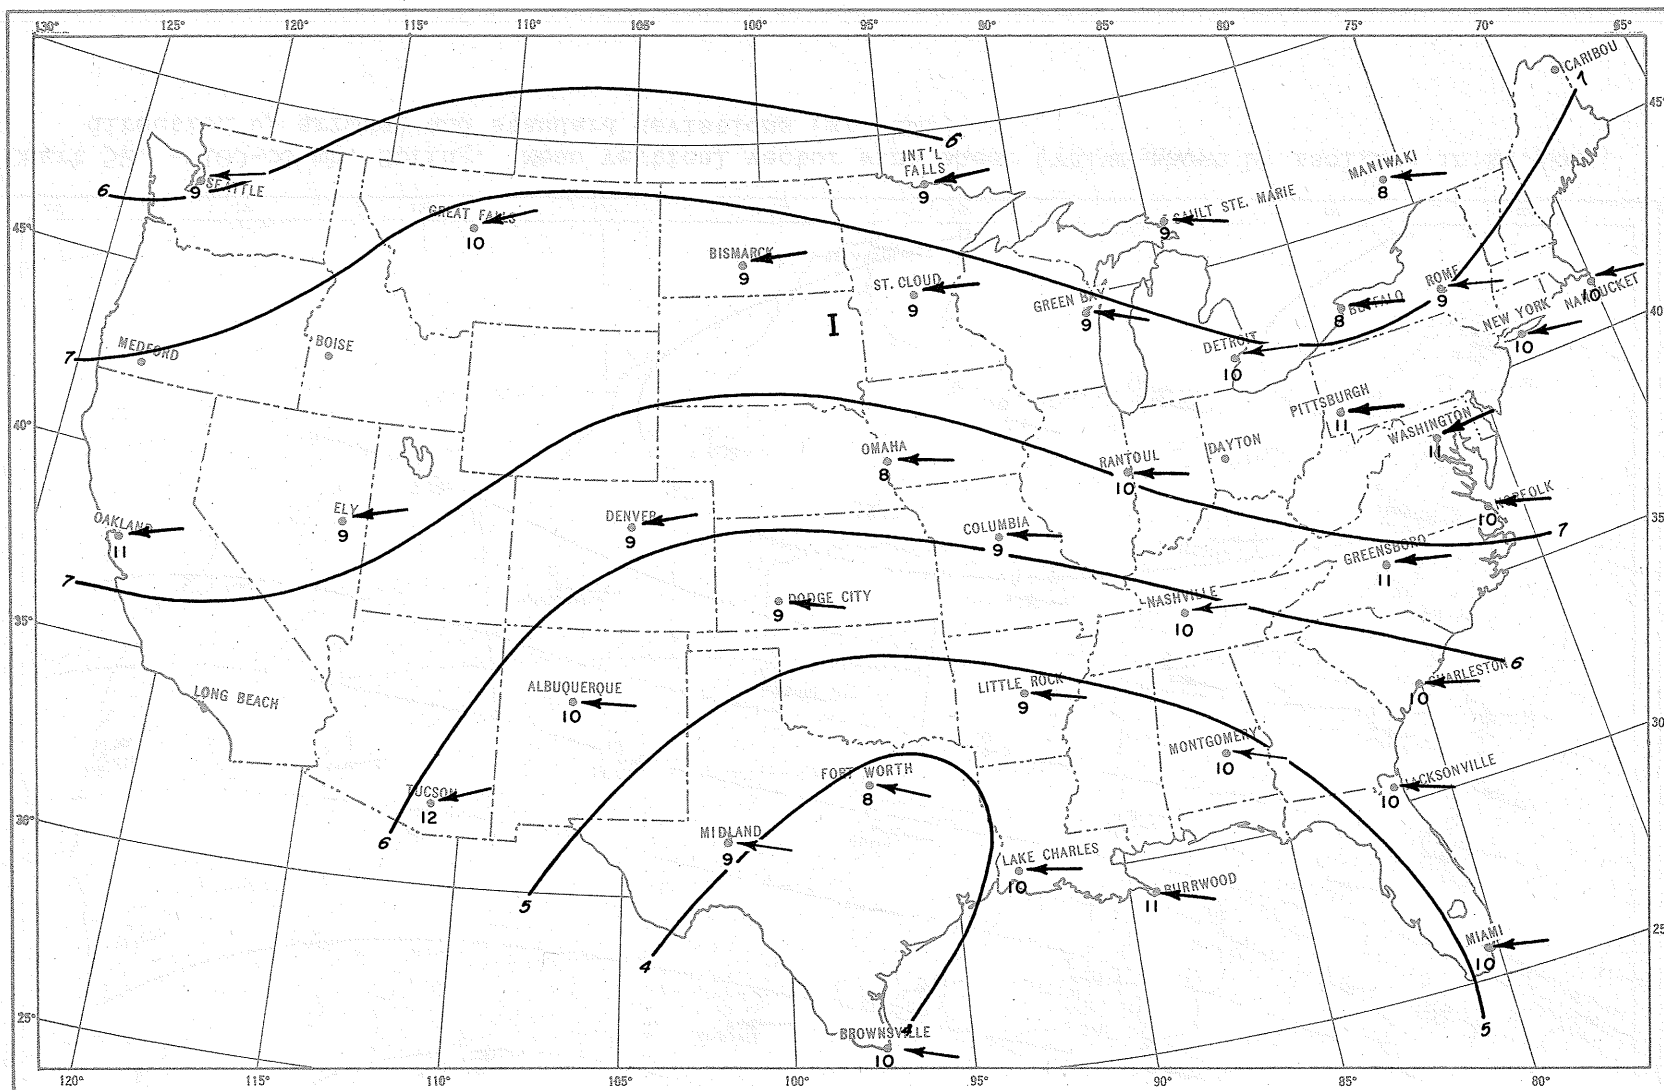 130° 125° 120° 115° 110° 105° 100° 95° 90° 85° 80° 75° 70° 65°
CARIBOU
1
45°
6
INT'L
FALLS
9
MANIWAKI
8
SEATTLE
9
6
SAULT STE. MARIE
9
GREAT FALLS
10
45°
BISMARCK
9
ST. CLOUD
9
GREEN BAY
9
ROME
9
BUFFALO
8
NANTUCKET
10
NEW YORK
10
40°
I
MEDFORD
7
BOISE
DETROIT
10
PITTSBURGH
11
WASHINGTON
11
40°
OMAHA
8
RANTOUL
10
DAYTON
NORFOLK
10
35°
OAKLAND
11
ELY
9
DENVER
9
COLUMBIA
9
GREENSBORO
11
7
7
DODGE CITY
9
NASHVILLE
10
35°
6
LONG BEACH
ALBUQUERQUE
10
LITTLE ROCK
9
CHARLESTON
10
30°
MONTGOMERY
10
TUCSON
12
FORT WORTH
8
JACKSONVILLE
10
30°
6
MIDLAND
9
LAKE CHARLES
10
BURRWOOD
11
5
4
MIAMI
10
25°
25°
BROWNSVILLE
10
4
5
120° 115° 110° 105° 100° 95° 90° 85° 80°